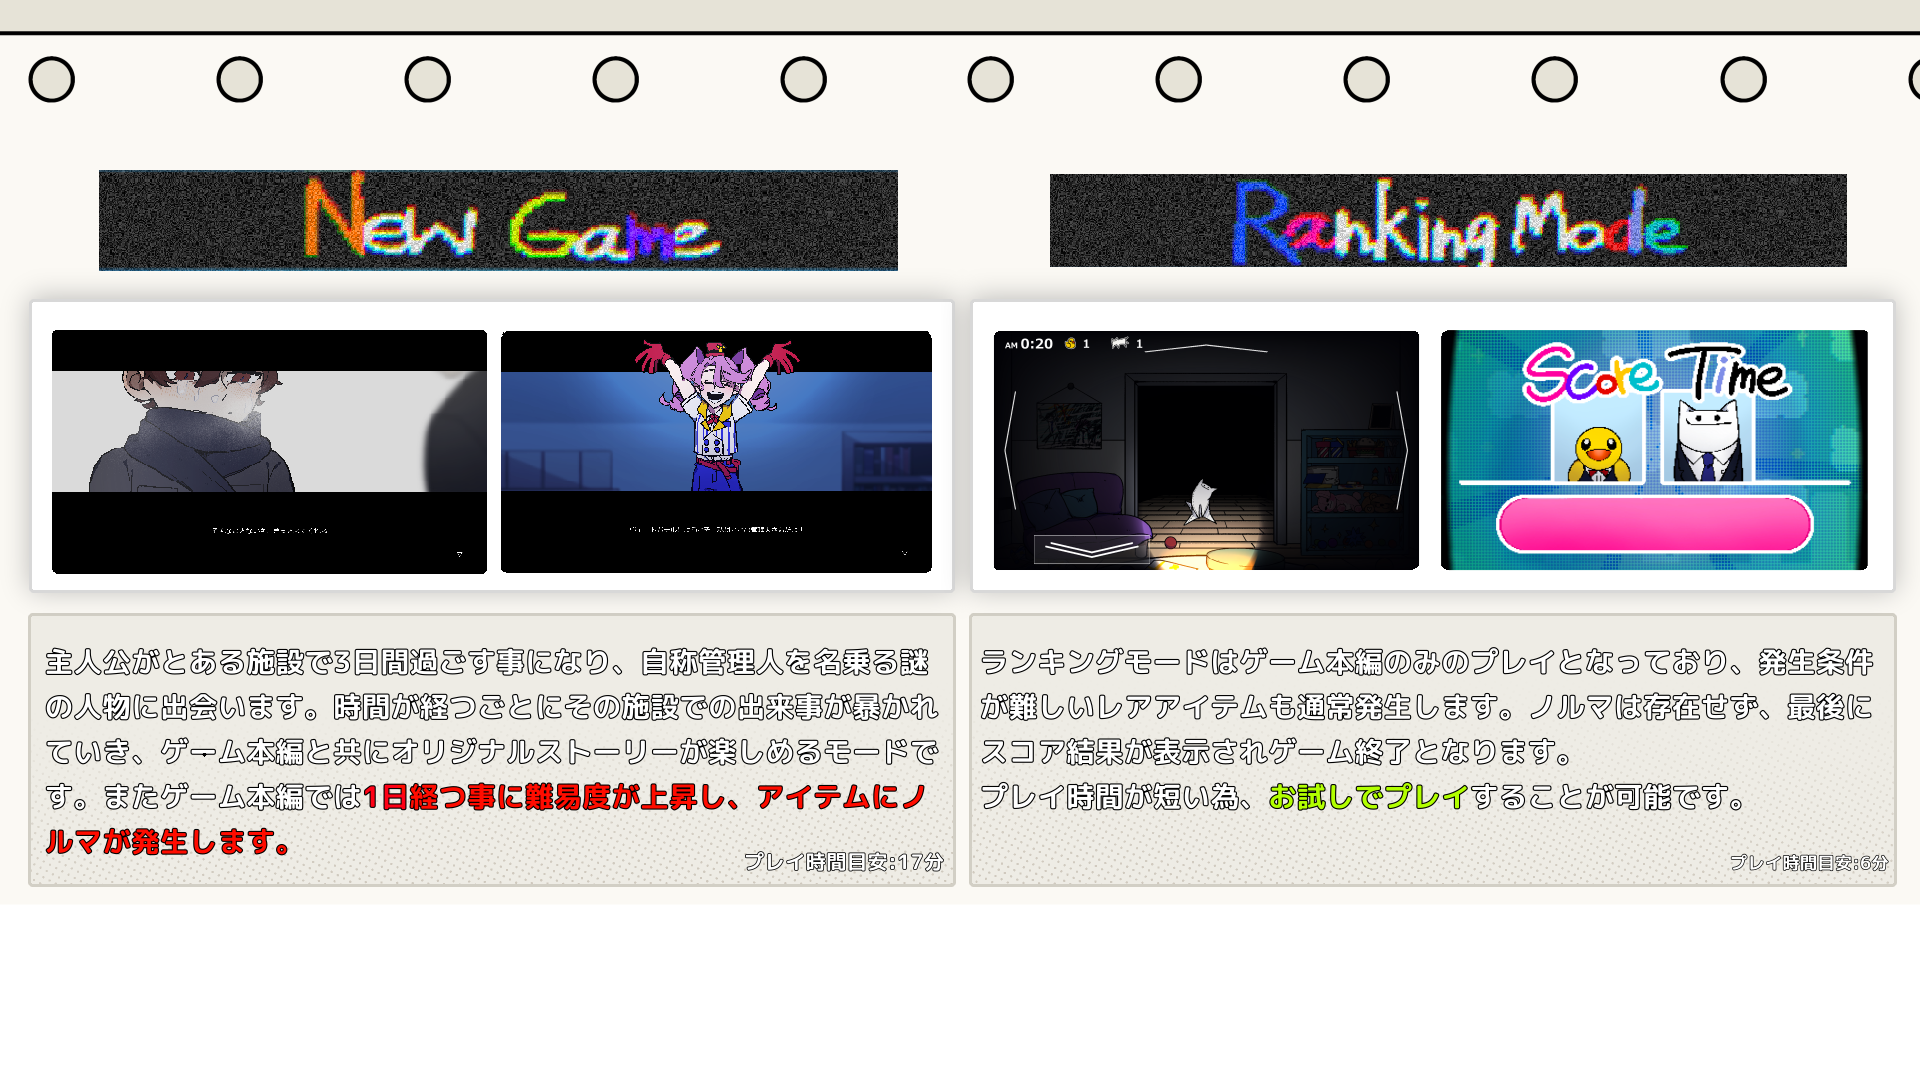 New Game
Ranking Mode
AM 0:20 1 1
Score Time
主人公がとある施設で3日間過ごす事になり、自称管理人を名乗る謎
の人物に出会います。時間が経つごとにその施設での出来事が暴かれ
ていき、ゲーム本編と共にオリジナルストーリーが楽しめるモードで
す。またゲーム本編では1日経つ事に難易度が上昇し、アイテムにノ
ルマが発生します。
プレイ時間目安:17分
ランキングモードはゲーム本編のみのプレイとなっており、発生条件
が難しいレアアイテムも通常発生します。ノルマは存在せず、最後に
スコア結果が表示されゲーム終了となります。
プレイ時間が短い為、お試しでプレイすることが可能です。
プレイ時間目安:6分